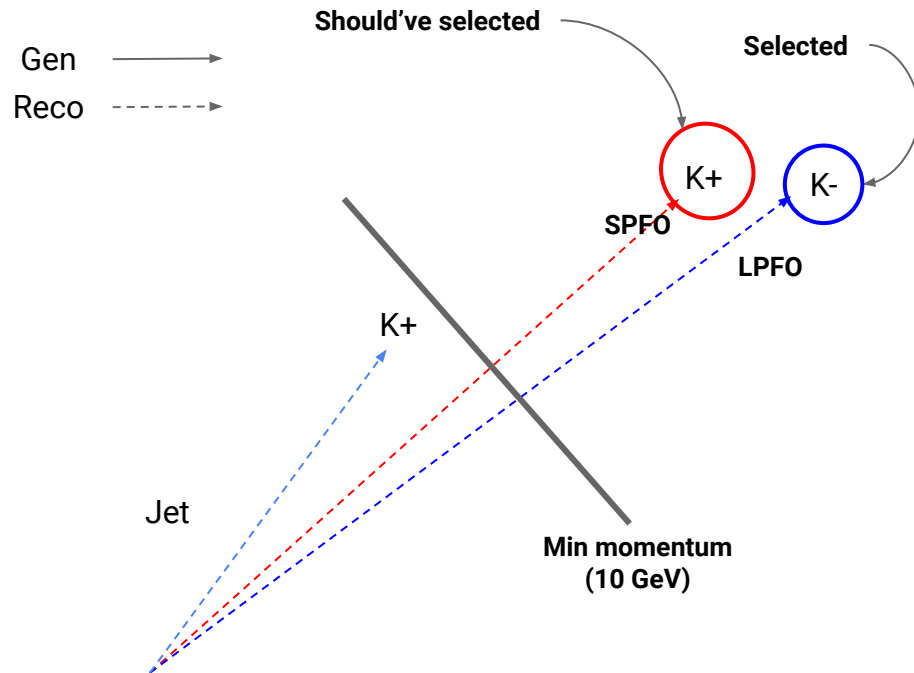 Should've selected
Selected
Gen
Reco
K+
K-
SPFO
LPFO
K+
Jet
Min momentum
(10 GeV)